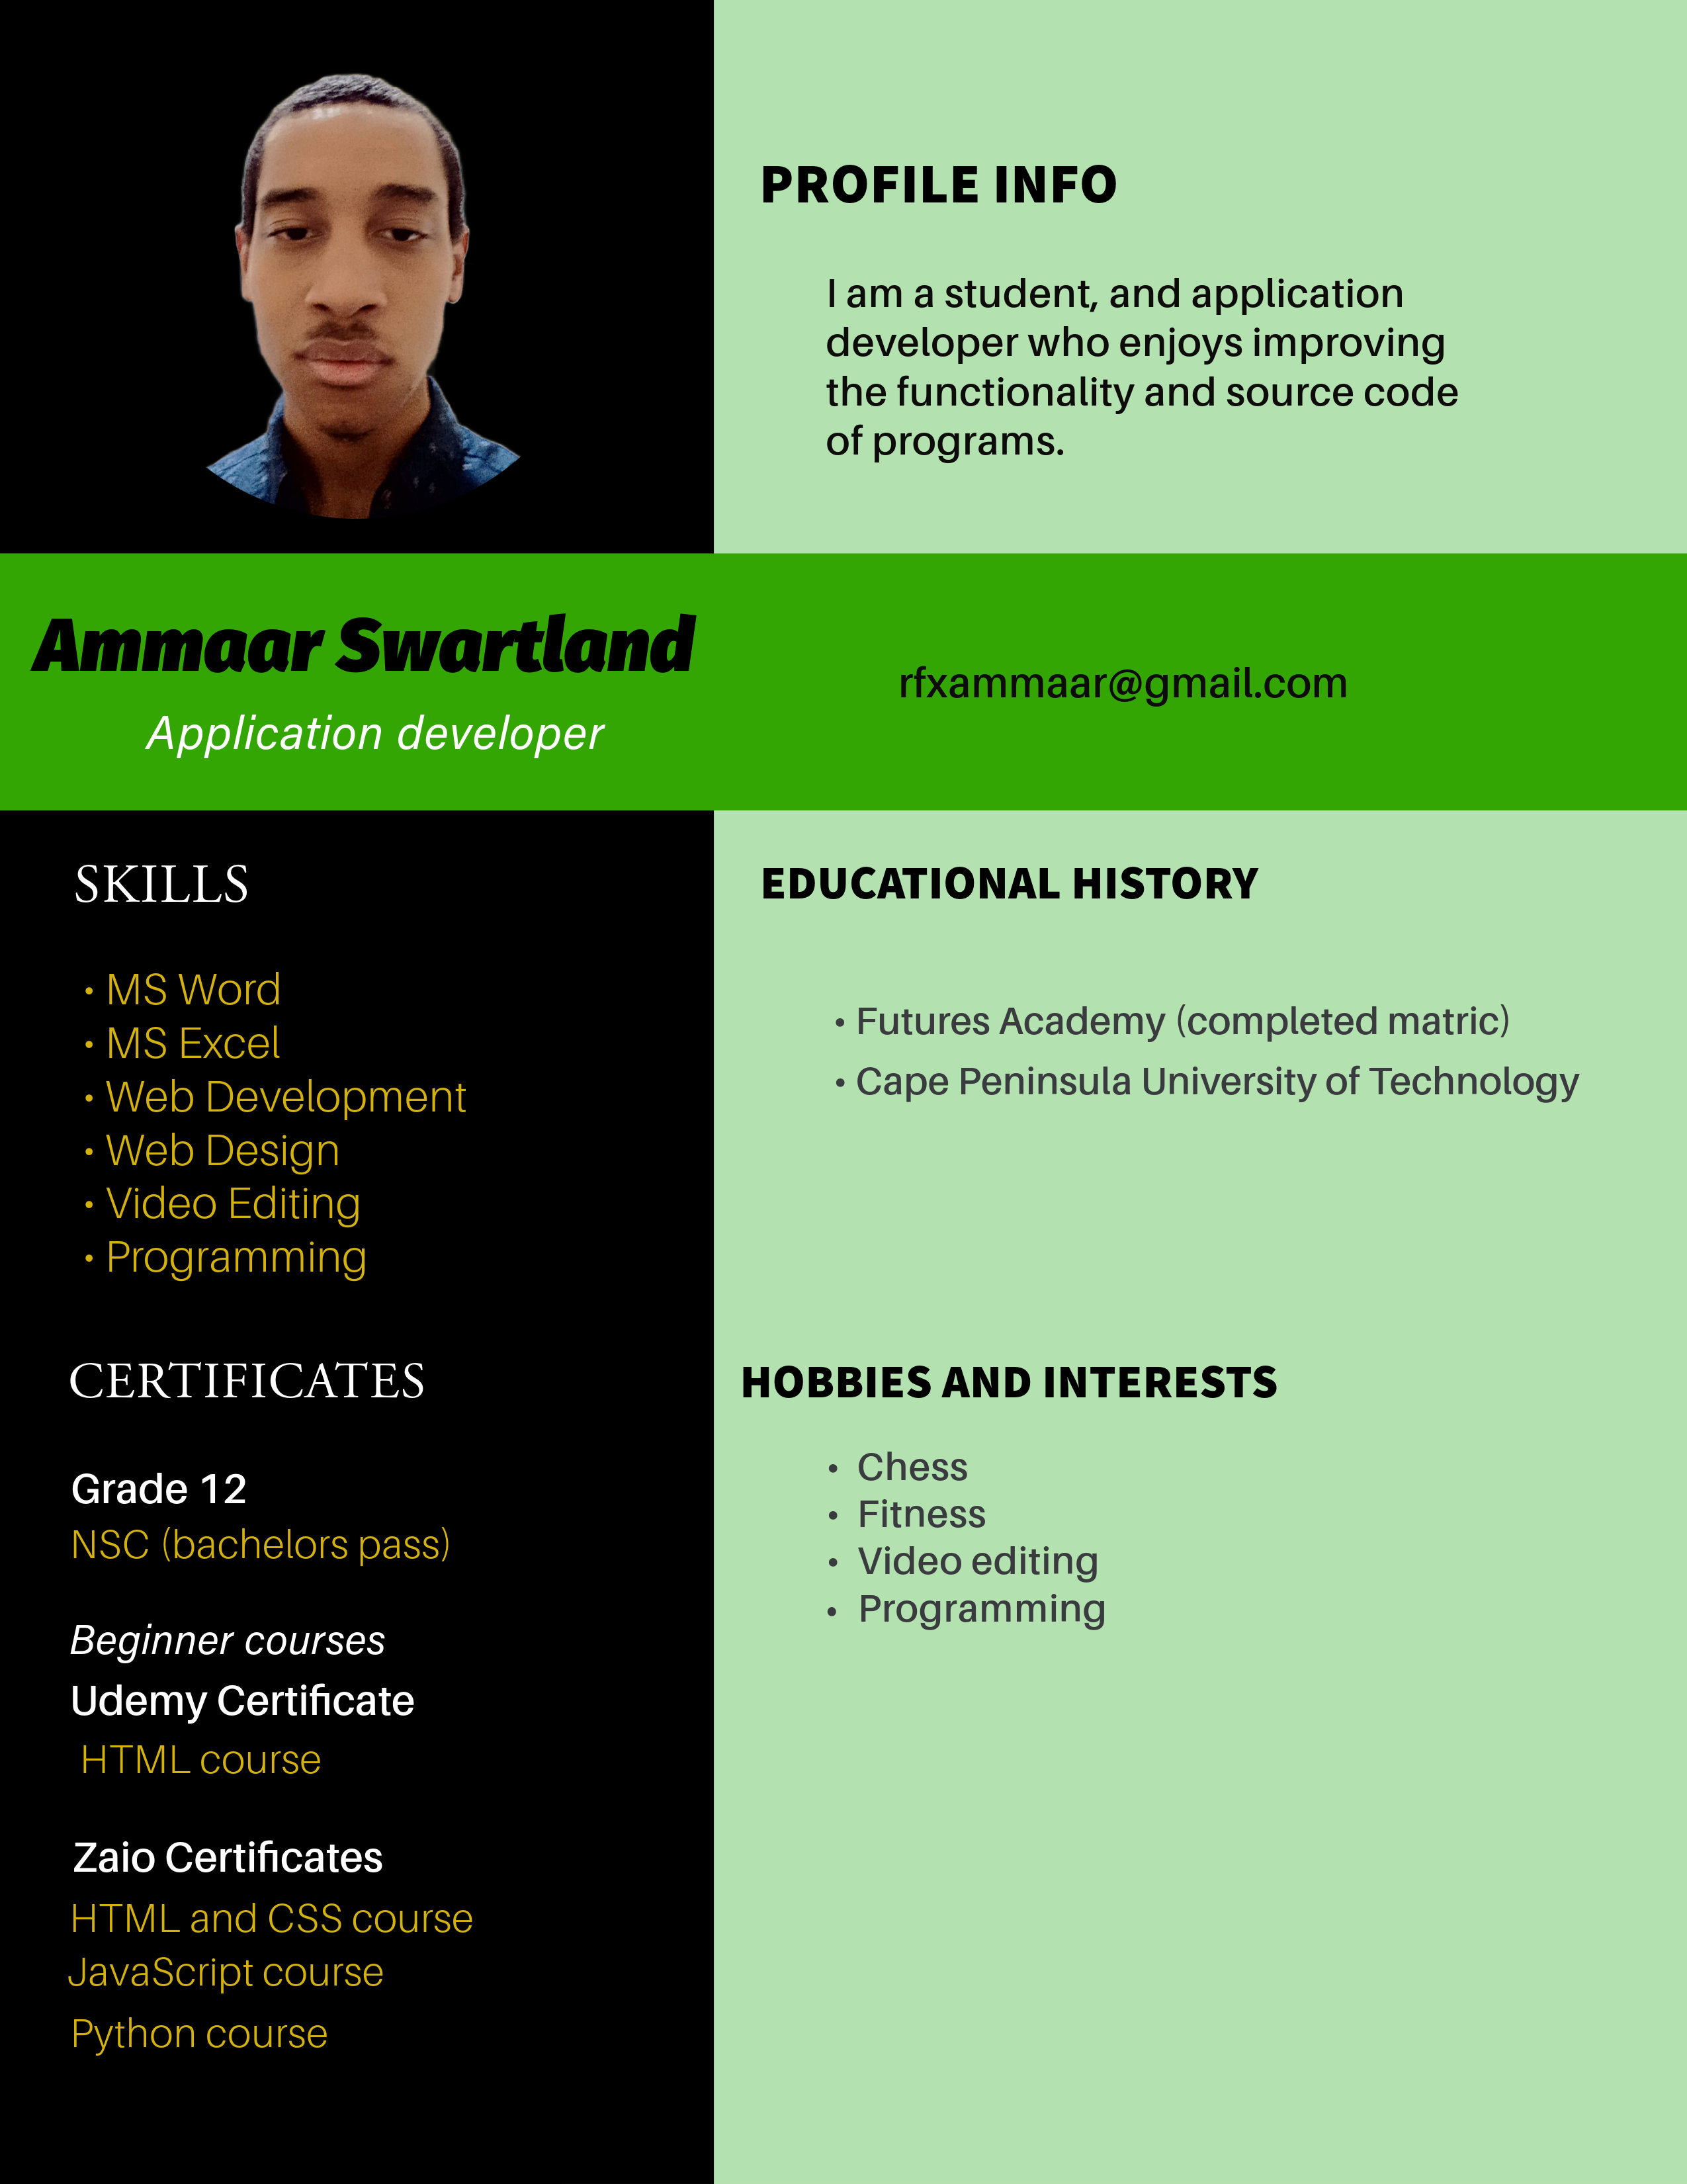 PROFILE INFO
I am a student, and application
developer who enjoys improving
the functionality and source code
of programs.
Ammaar Swartland
Application developer
rfxammaar@gmail.com
SKILLS
• MS Word
• MS Excel
• Web Development
• Web Design
• Video Editing
• Programming
CERTIFICATES
Grade 12
NSC (bachelors pass)
Beginner courses
Udemy Certificate
HTML course
Zaio Certificates
HTML and CSS course
JavaScript course
Python course
EDUCATIONAL HISTORY
• Futures Academy (completed matric)
• Cape Peninsula University of Technology
HOBBIES AND INTERESTS
• Chess
• Fitness
• Video editing
• Programming